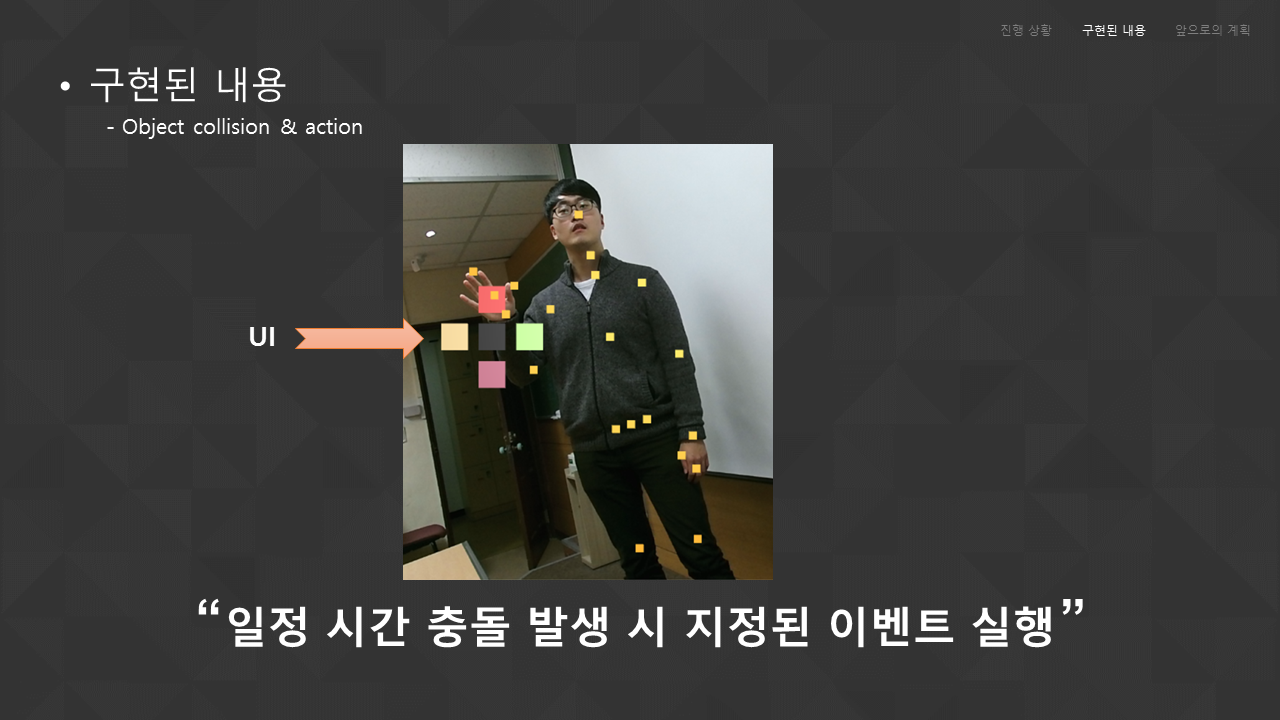 진행 상황 구현된 내용 앞으로의 계획
• 구현된 내용
- Object collision & action
UI
“일정 시간 충돌 발생 시 지정된 이벤트 실행”